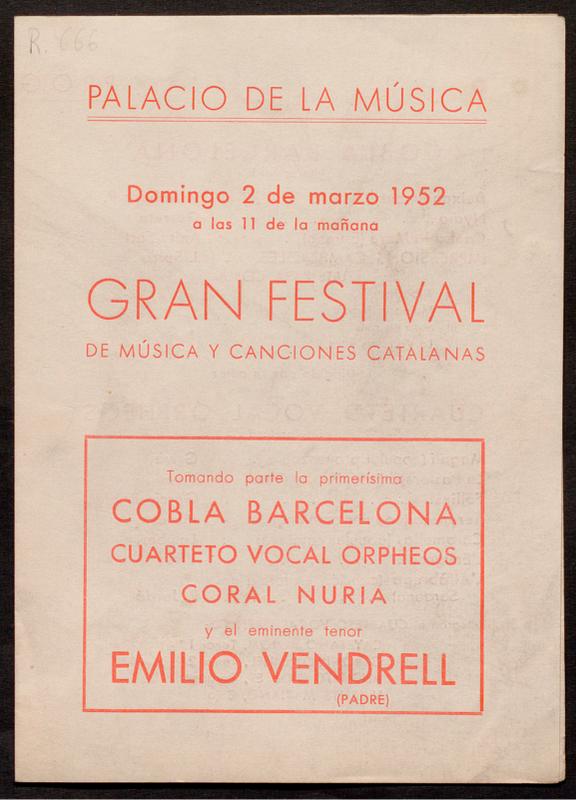 R. 666
PALACIO DE LA MÚSICA
Domingo 2 de marzo 1952
a las 11 de la mañana
GRAN FESTIVAL
DE MÚSICA Y CANCIONES CATALANAS
Tomando parte la primerísima
COBLA BARCELONA
CUARTETO VOCAL ORPHEOS
CORAL NURIA
y el eminente tenor
EMILIO VENDRELL
(PADRE)